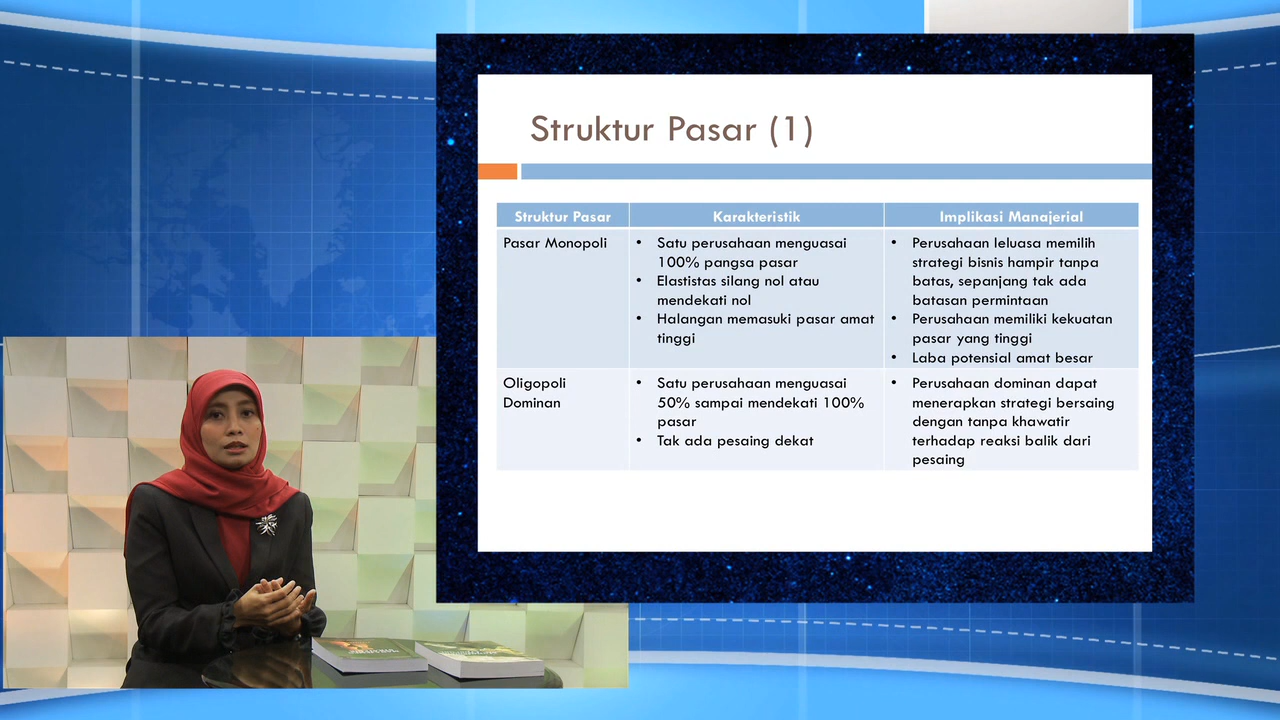 Struktur Pasar (1)
Struktur Pasar
Karakteristik
Implikasi Manajerial
Pasar Monopoli
• Satu perusahaan menguasai
100% pangsa pasar
• Elastistas silang nol atau
mendekati nol
• Halangan memasuki pasar amat
tinggi
• Perusahaan leluasa memilih
strategi bisnis hampir tanpa
batas, sepanjang tak ada
batasan permintaan
• Perusahaan memiliki kekuatan
pasar yang tinggi
• Laba potensial amat besar
Oligopoli
Dominan
• Satu perusahaan menguasai
50% sampai mendekati 100%
pasar
• Tak ada pesaing dekat
• Perusahaan dominan dapat
menerapkan strategi bersaing
dengan tanpa khawatir
terhadap reaksi balik dari
pesaing